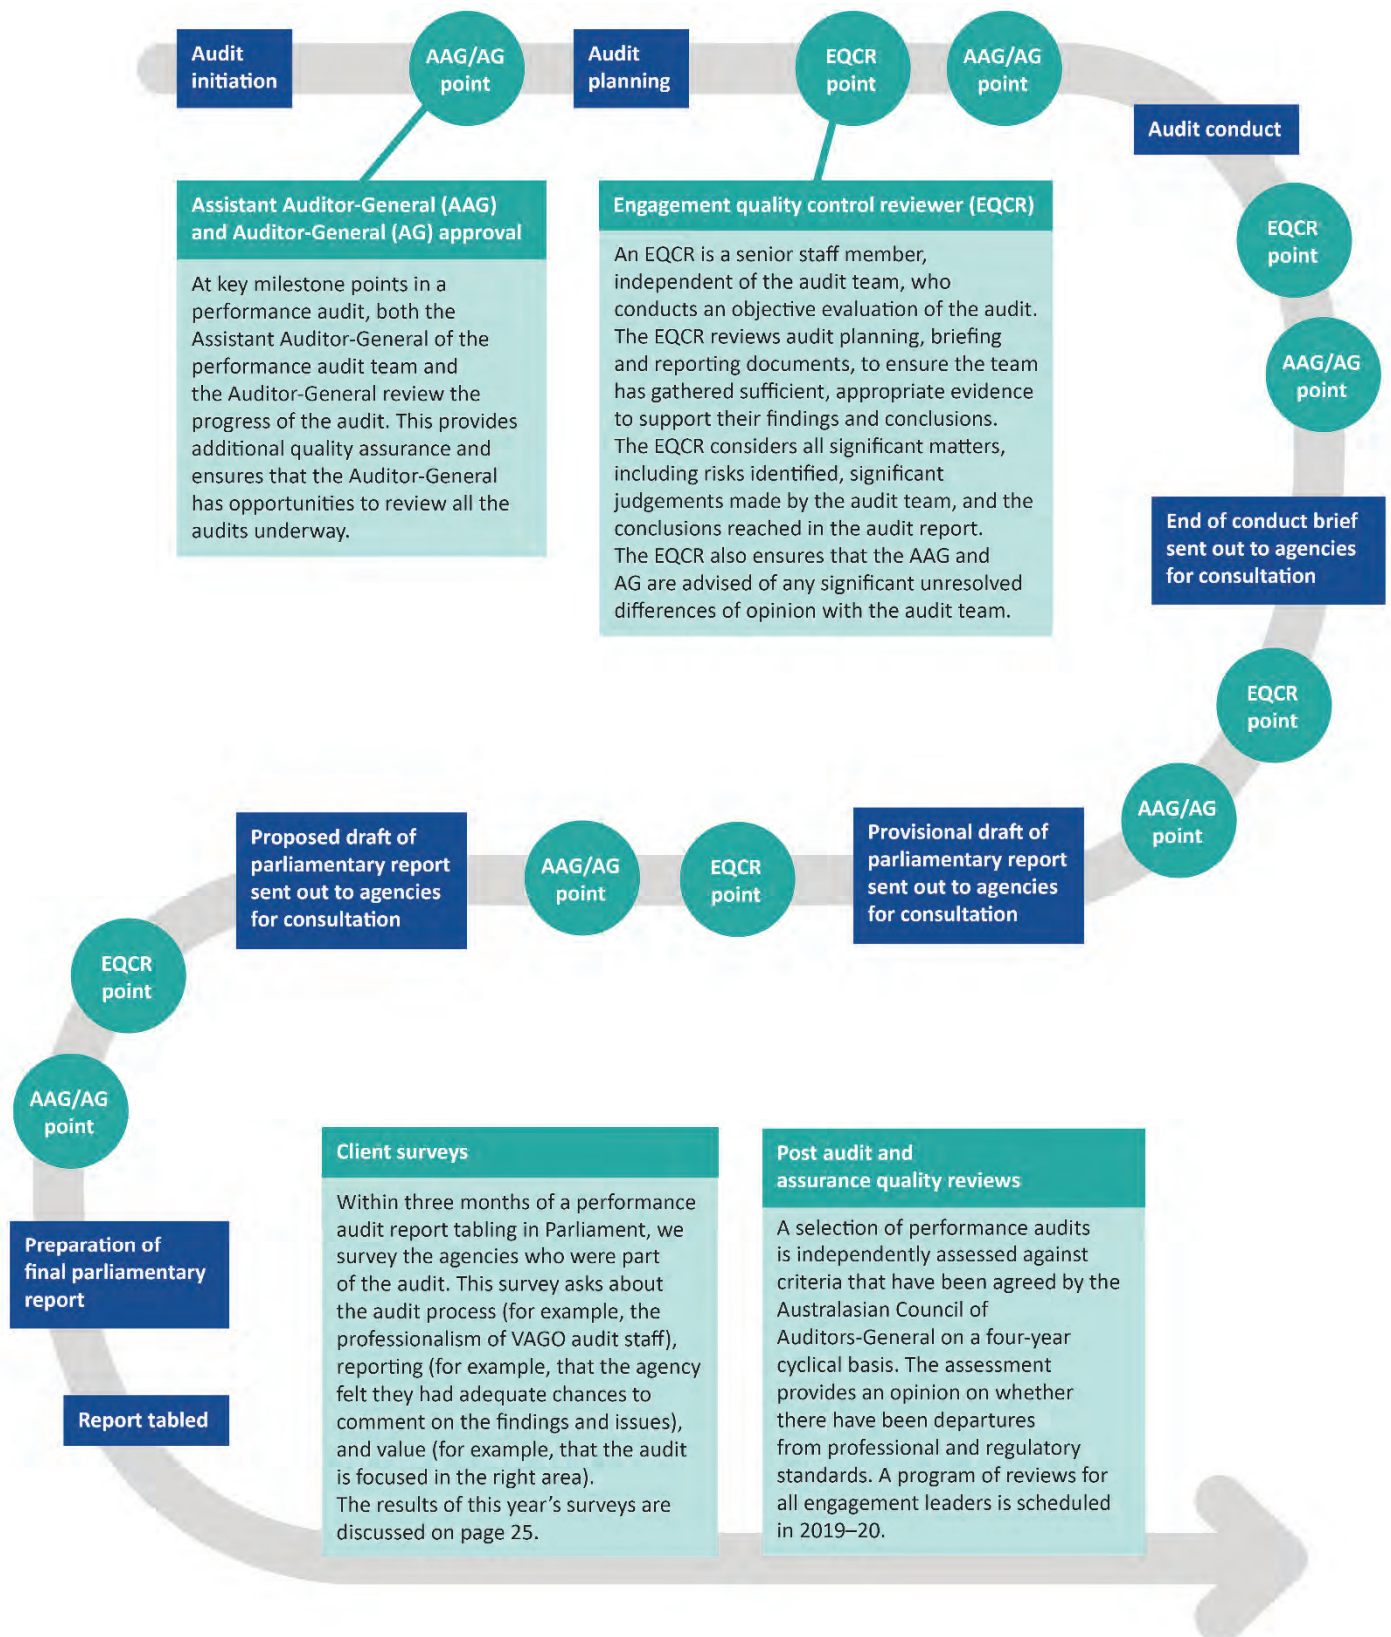 Audit
initiation
AAG/AG
point
Audit
planning
EQCR
point
AAG/AG
point
Audit conduct
Assistant Auditor-General (AAG)
and Auditor-General (AG) approval
At key milestone points in a
performance audit, both the
Assistant Auditor-General of the
performance audit team and
the Auditor-General review the
progress of the audit. This provides
additional quality assurance and
ensures that the Auditor-General
has opportunities to review all the
audits underway.
Engagement quality control reviewer (EQCR)
An EQCR is a senior staff member,
independent of the audit team, who
conducts an objective evaluation of the audit.
The EQCR reviews audit planning, briefing
and reporting documents, to ensure the team
has gathered sufficient, appropriate evidence
to support their findings and conclusions.
The EQCR considers all significant matters,
including risks identified, significant
judgements made by the audit team, and the
conclusions reached in the audit report.
The EQCR also ensures that the AAG and
AG are advised of any significant unresolved
differences of opinion with the audit team.
EQCR
point
AAG/AG
point
End of conduct brief
sent out to agencies
for consultation
EQCR
point
AAG/AG
point
Provisional draft of
parliamentary report
sent out to agencies
for consultation
EQCR
point
AAG/AG
point
Proposed draft of
parliamentary report
sent out to agencies
for consultation
EQCR
point
AAG/AG
point
Preparation of
final parliamentary
report
Report tabled
Client surveys
Within three months of a performance
audit report tabling in Parliament, we
survey the agencies who were part
of the audit. This survey asks about
the audit process (for example, the
professionalism of VAGO audit staff),
reporting (for example, that the agency
felt they had adequate chances to
comment on the findings and issues),
and value (for example, that the audit
is focused in the right area).
The results of this year’s surveys are
discussed on page 25.
Post audit and
assurance quality reviews
A selection of performance audits
is independently assessed against
criteria that have been agreed by the
Australasian Council of
Auditors-General on a four-year
cyclical basis. The assessment
provides an opinion on whether
there have been departures
from professional and regulatory
standards. A program of reviews for
all engagement leaders is scheduled
in 2019–20.